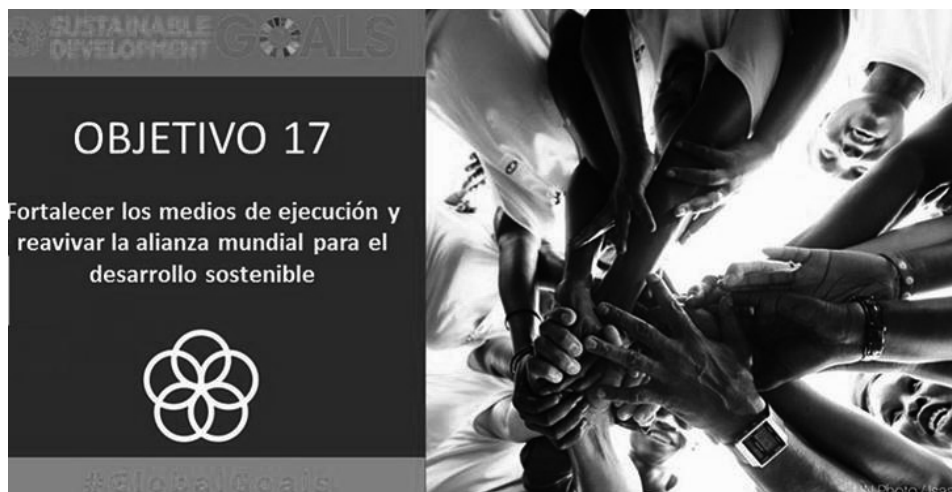 SUSTAINABLE
DEVELOPMENT GOALS
OBJETIVO 17
Fortalecer los medios de ejecución y
reavivar la alianza mundial para el
desarrollo sostenible
#GlobalGoals
Photo